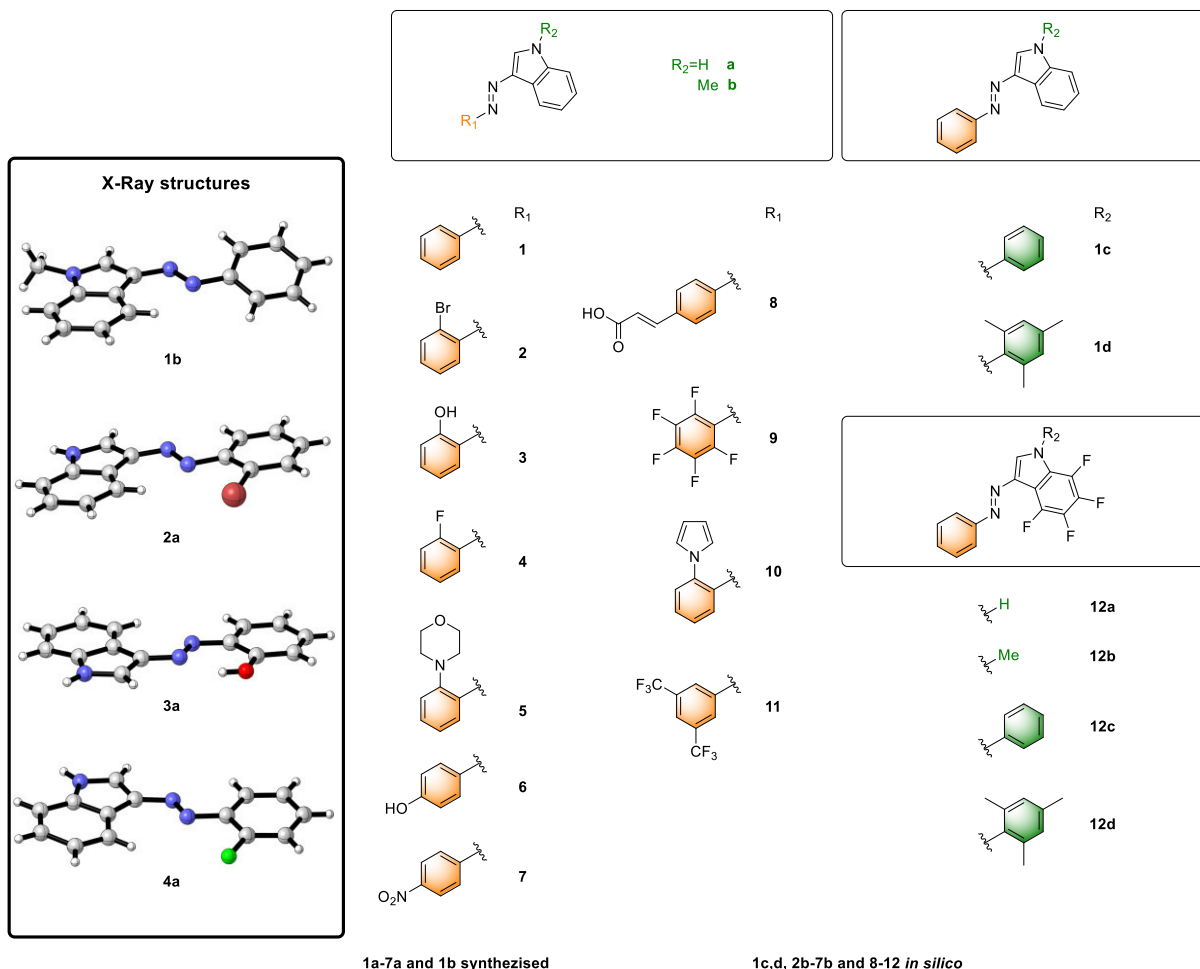 R2
N
N
N
R1
R2=H a
Me b
R2
N
N
N
X-Ray structures
1b
2a
3a
4a
R1
1
Br
2
OH
3
F
4
O
N
5
HO
6
O2N
7
R1
HO
O
8
F
F
F
F
F
9
N
10
F3C
CF3
11
R2
1c
1d
R2
N
N
N
F
F
F
F
H 12a
Me 12b
12c
12d
1a-7a and 1b synthezised
1c,d, 2b-7b and 8-12 in silico